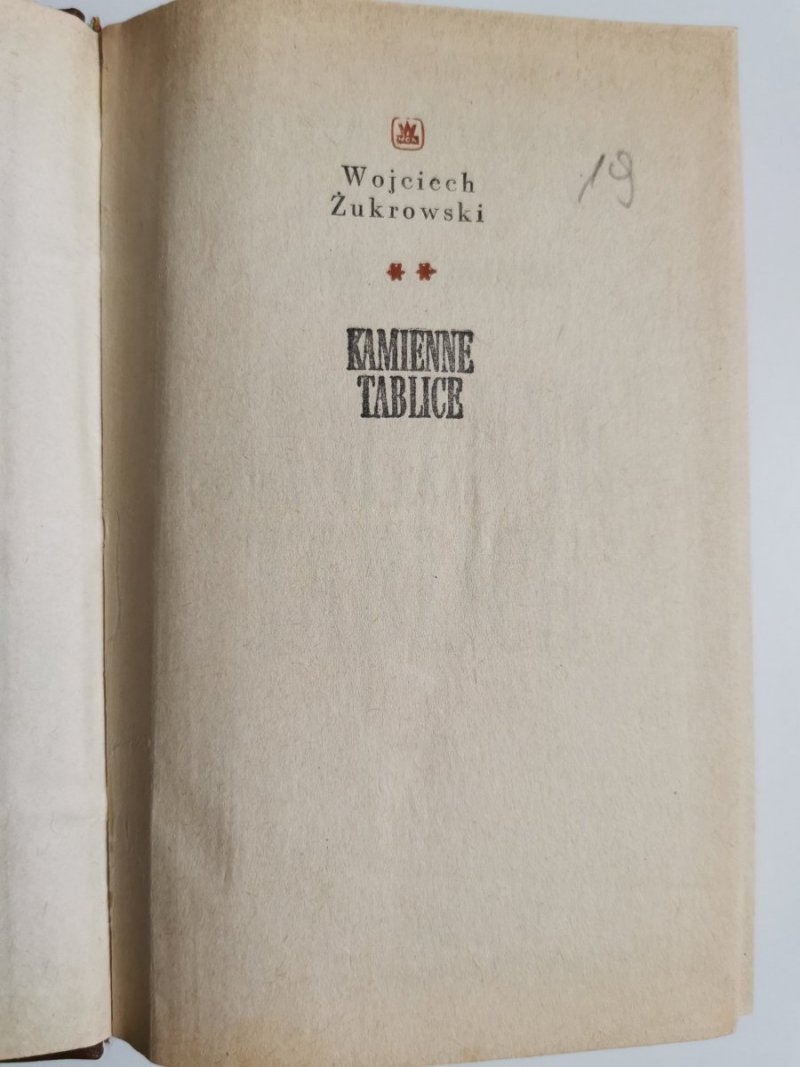 Wojciech
Żukrowski
19
KAMIENNE
TABLICE